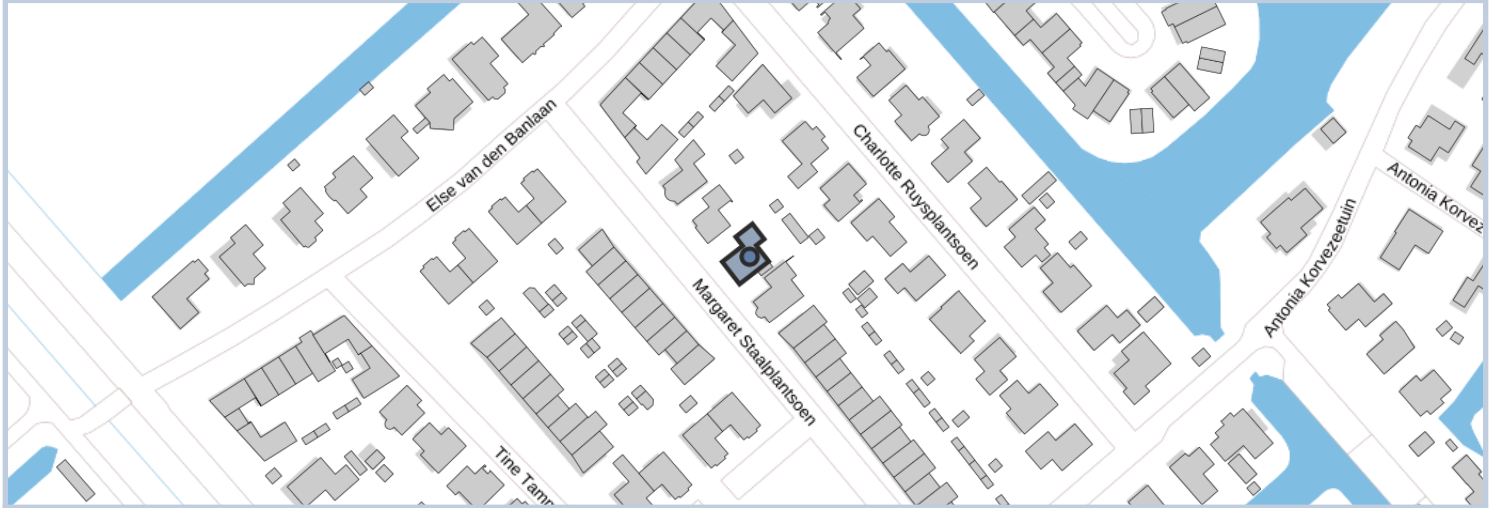 Else van den Banlaan
Charlotte Ruysplantsoen
Antonia Korvez
Antonia Korvezeetuin
Margaret Staalplantsoen
Tine Tamm